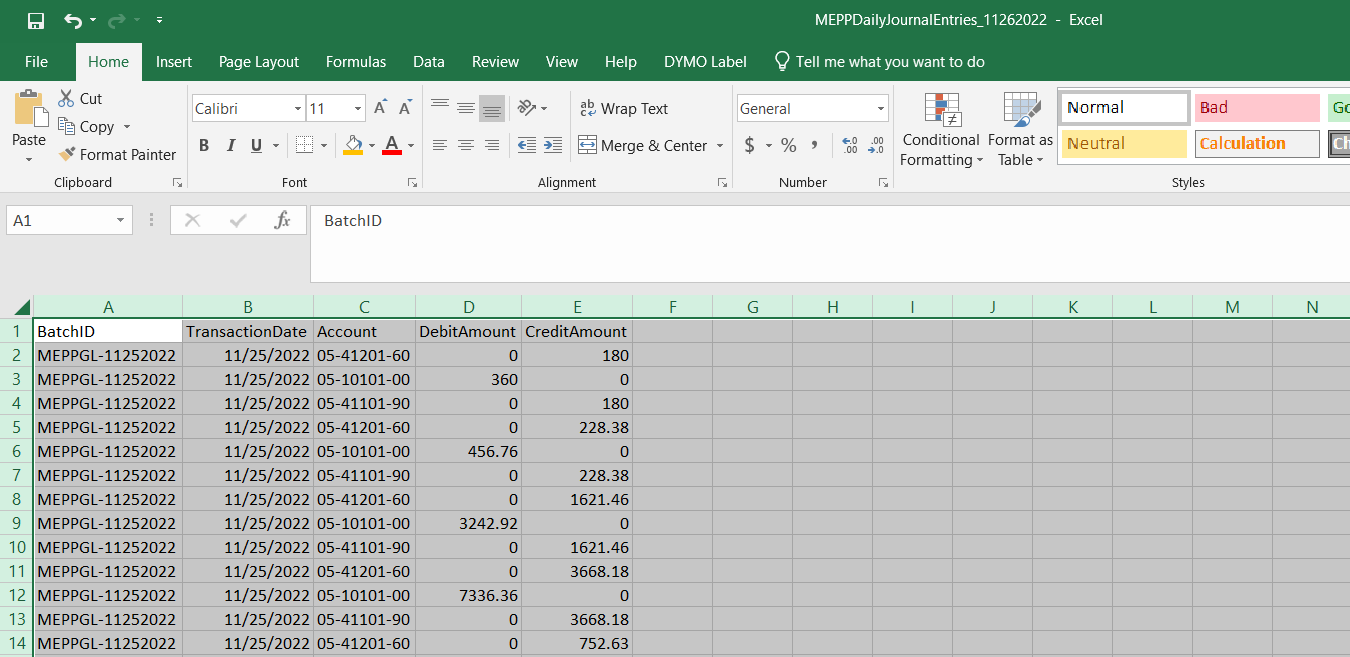 MEPPDailyJournalEntries_11262022 - Excel
File Home Insert Page Layout Formulas Data Review View Help DYMO Label Tell me what you want to do
Paste
Cut
Copy
Format Painter
Clipboard
Calibri 11
B I U
Font
Wrap Text
Merge & Center
Alignment
General
$ % ,
Number
Conditional
Formatting
Format as
Table
Normal Bad Go
Neutral Calculation Ch
Styles
A1 fx BatchID
A B C D E F G H I J K L M N
1 BatchID TransactionDate Account DebitAmount CreditAmount
2 MEPPGL-11252022 11/25/2022 05-41201-60 0 180
3 MEPPGL-11252022 11/25/2022 05-10101-00 360 0
4 MEPPGL-11252022 11/25/2022 05-41101-90 0 180
5 MEPPGL-11252022 11/25/2022 05-41201-60 0 228.38
6 MEPPGL-11252022 11/25/2022 05-10101-00 456.76 0
7 MEPPGL-11252022 11/25/2022 05-41101-90 0 228.38
8 MEPPGL-11252022 11/25/2022 05-41201-60 0 1621.46
9 MEPPGL-11252022 11/25/2022 05-10101-00 3242.92 0
10 MEPPGL-11252022 11/25/2022 05-41101-90 0 1621.46
11 MEPPGL-11252022 11/25/2022 05-41201-60 0 3668.18
12 MEPPGL-11252022 11/25/2022 05-10101-00 7336.36 0
13 MEPPGL-11252022 11/25/2022 05-41101-90 0 3668.18
14 MEPPGL-11252022 11/25/2022 05-41201-60 0 752.63